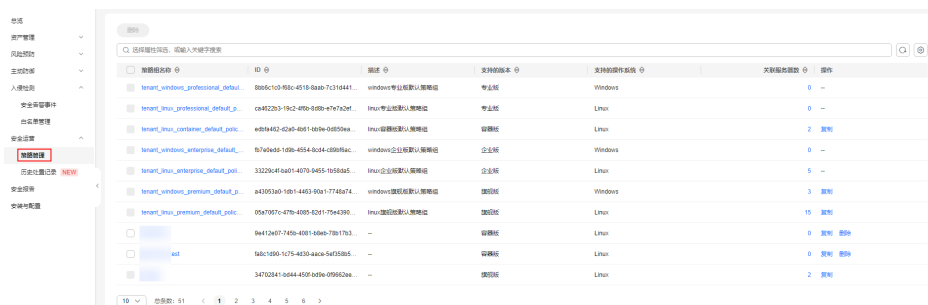 总览
资产管理
风险预防
主动防御
入侵检测
安全告警事件
白名单管理
安全运营
策略管理
历史处置记录 NEW
安全报告
安装与配置
删除
选择属性筛选，或输入关键字搜索
策略组名称 ID 描述 支持的版本 支持的操作系统 关联服务器数 操作
tenant_windows_professional_defaul... 8bb6c1c0-f68c-4518-8aab-7c31d441... windows专业版默认策略组 专业版 Windows 0 --
tenant_linux_professional_default_p... ca4622b3-19c2-4f6b-8d8b-e7e7a2ef... linux专业版默认策略组 专业版 Linux 0 --
tenant_linux_container_default_polic... edbfa462-d2a0-4b61-bb9e-0d850ea... linux容器版默认策略组 容器版 Linux 2 复制
tenant_windows_enterprise_default_... fb7e0edd-1d9b-4554-8cd4-c89bf6ac... windows企业版默认策略组 企业版 Windows 0 --
tenant_linux_enterprise_default_poli... 33229c4f-ba01-4070-9455-1b58da5... linux企业版默认策略组 企业版 Linux 5 --
tenant_windows_premium_default_p... a43053a0-1db1-4463-90a1-7748a74... windows旗舰版默认策略组 旗舰版 Windows 3 复制
tenant_linux_premium_default_polic... 05a7067c-47fb-4085-82d1-75e4390... linux旗舰版默认策略组 旗舰版 Linux 15 复制
9e412e07-745b-4081-b8eb-78b17b3... -- 容器版 Linux 0 复制 删除
est fa8c1d90-1c75-4d30-aace-5ef358b5... -- 容器版 Linux 0 复制 删除
34702841-bd44-450f-bd9e-0f9662ee... -- 旗舰版 Linux 2 复制
10 总条数: 51 < 1 2 3 4 5 6 >